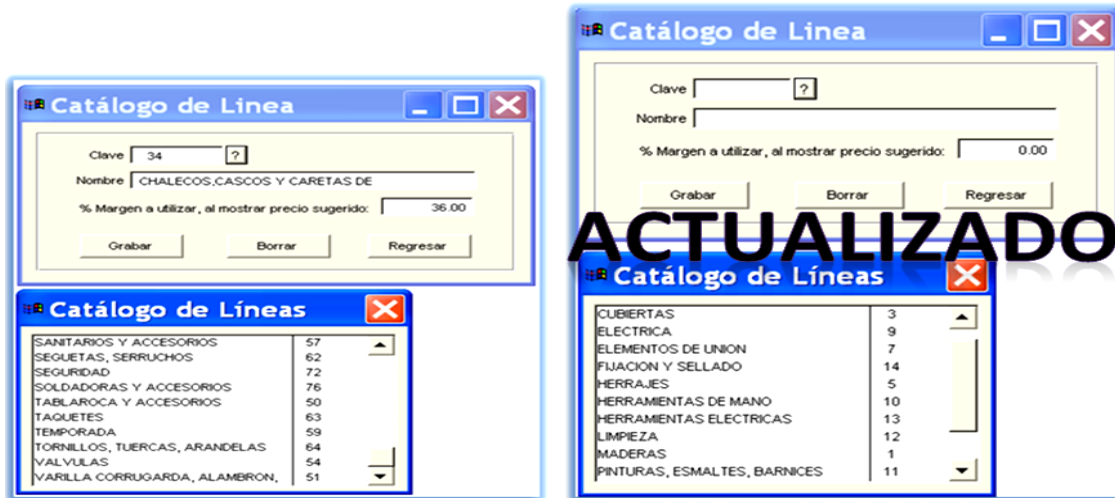 Catálogo de Linea
Clave 34 ?
Nombre CHALECOS,CASCOS Y CARETAS DE
% Margen a utilizar, al mostrar precio sugerido: 36.00
Grabar Borrar Regresar
Catálogo de Líneas
SANITARIOS Y ACCESORIOS 57
SEGUETAS, SERRUCHOS 62
SEGURIDAD 72
SOLDADORAS Y ACCESORIOS 76
TABLAROCA Y ACCESORIOS 50
TAQUETES 63
TEMPORADA 59
TORNILLOS, TUERCAS, ARANDELAS 64
VALVULAS 54
VARILLA CORRUGARDA, ALAMBRON, 51
Catálogo de Linea
Clave ?
Nombre
% Margen a utilizar, al mostrar precio sugerido: 0.00
Grabar Borrar Regresar
ACTUALIZADO
Catálogo de Líneas
CUBIERTAS 3
ELECTRICA 9
ELEMENTOS DE UNION 7
FIJACION Y SELLADO 14
HERRAJES 5
HERRAMIENTAS DE MANO 10
HERRAMIENTAS ELECTRICAS 13
LIMPIEZA 12
MADERAS 1
PINTURAS, ESMALTES, BARNICES 11